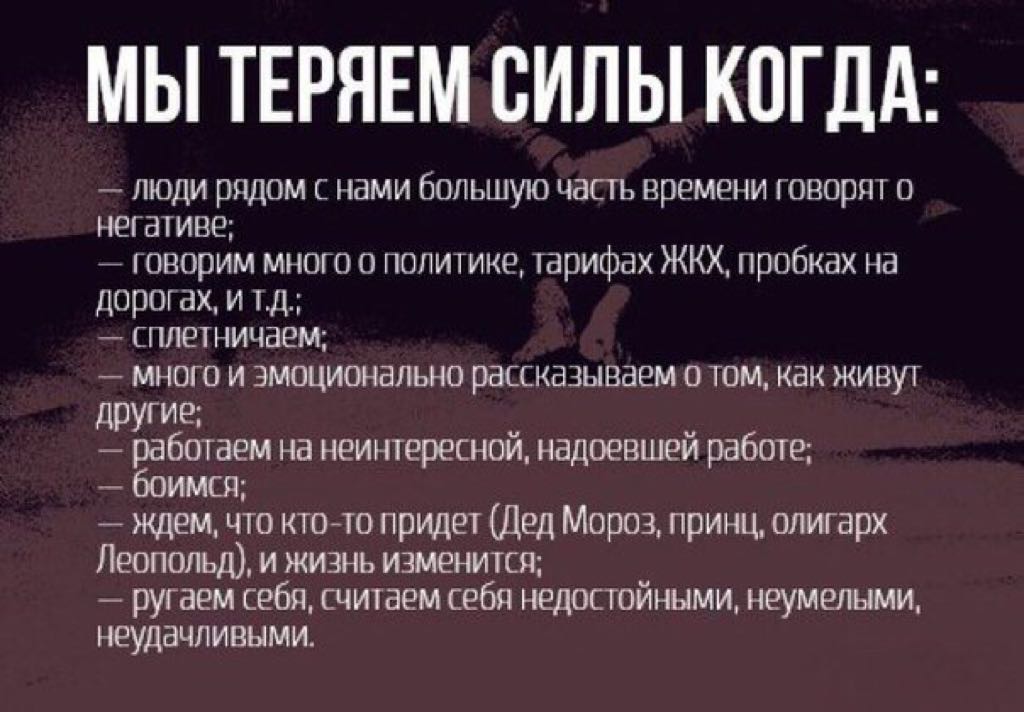 МЫ ТЕРЯЕМ СИЛЫ КОГДА:
— люди рядом с нами большую часть времени говорят о
негативе;
— говорим много о политике, тарифах ЖКХ, пробках на
дорогах, и т.д.;
— сплетничаем;
— много и эмоционально рассказываем о том, как живут
другие;
— работаем на неинтересной, надоевшей работе;
— боимся;
— ждем, что кто-то придет (Дед Мороз, принц, олигарх
Леопольд), и жизнь изменится;
— ругаем себя, считаем себя недостойными, неумелыми,
неудачливыми.